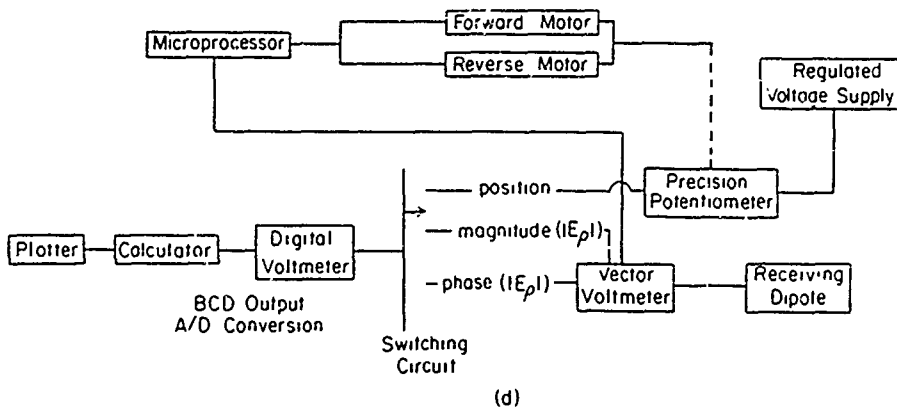 Forward Motor
Microprocessor
Reverse Motor
Regulated
Voltage Supply
position
Precision
Potentiometer
magnitude (|Eρ|)
Plotter
Calculator
Digital
Voltmeter
phase (|Eρ|)
Vector
Voltmeter
Receiving
Dipole
BCD Output
A/D Conversion
Switching
Circuit
(d)